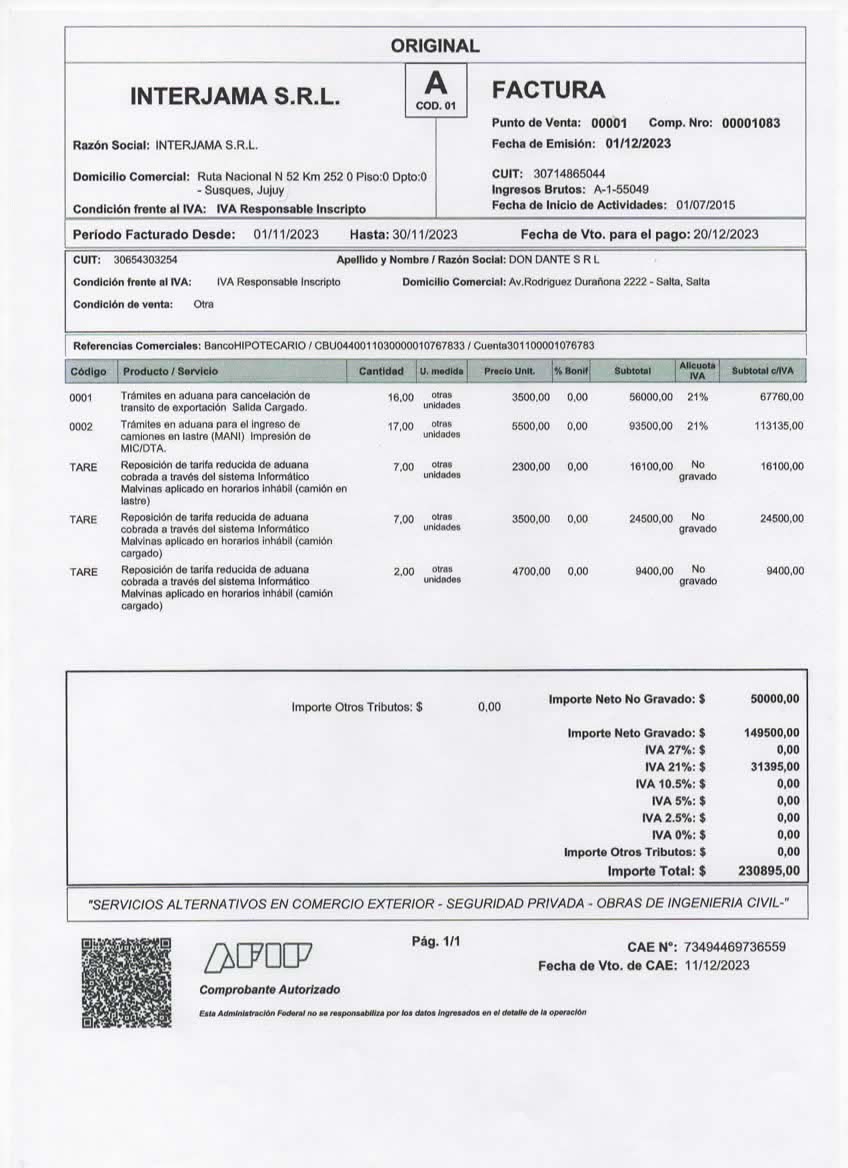 ORIGINAL
INTERJAMA S.R.L.
A
COD. 01
FACTURA
Punto de Venta: 00001 Comp. Nro: 00001083
Razón Social: INTERJAMA S.R.L.
Fecha de Emisión: 01/12/2023
Domicilio Comercial: Ruta Nacional N 52 Km 252 0 Piso:0 Dpto:0
- Susques, Jujuy
CUIT: 30714865044
Ingresos Brutos: A-1-55049
Condición frente al IVA: IVA Responsable Inscripto
Fecha de Inicio de Actividades: 01/07/2015
Período Facturado Desde: 01/11/2023 Hasta: 30/11/2023 Fecha de Vto. para el pago: 20/12/2023
CUIT: 30654303254 Apellido y Nombre / Razón Social: DON DANTE S R L
Condición frente al IVA: IVA Responsable Inscripto Domicilio Comercial: Av.Rodriguez Durañona 2222 - Salta, Salta
Condición de venta: Otra
Referencias Comerciales: BancoHIPOTECARIO / CBU0440011030000010767833 / Cuenta301100001076783
Código Producto / Servicio Cantidad U. medida Precio Unit. % Bonif Subtotal Alicuota IVA Subtotal c/IVA
0001 Trámites en aduana para cancelación de 16,00 otras 3500,00 0,00 56000,00 21% 67760,00
transito de exportación Salida Cargado. unidades
0002 Trámites en aduana para el ingreso de 17,00 otras 5500,00 0,00 93500,00 21% 113135,00
camiones en lastre (MANI) Impresión de unidades
MIC/DTA.
TARE Reposición de tarifa reducida de aduana 7,00 otras 2300,00 0,00 16100,00 No 16100,00
cobrada a través del sistema Informático unidades gravado
Malvinas aplicado en horarios inhábil (camión en
lastre)
TARE Reposición de tarifa reducida de aduana 7,00 otras 3500,00 0,00 24500,00 No 24500,00
cobrada a través del sistema Informático unidades gravado
Malvinas aplicado en horarios inhábil (camión
cargado)
TARE Reposición de tarifa reducida de aduana 2,00 otras 4700,00 0,00 9400,00 No 9400,00
cobrada a través del sistema Informático unidades gravado
Malvinas aplicado en horarios inhábil (camión
cargado)
Importe Otros Tributos: $ 0,00
Importe Neto No Gravado: $ 50000,00
Importe Neto Gravado: $ 149500,00
IVA 27%: $ 0,00
IVA 21%: $ 31395,00
IVA 10.5%: $ 0,00
IVA 5%: $ 0,00
IVA 2.5%: $ 0,00
IVA 0%: $ 0,00
Importe Otros Tributos: $ 0,00
Importe Total: $ 230895,00
"SERVICIOS ALTERNATIVOS EN COMERCIO EXTERIOR - SEGURIDAD PRIVADA - OBRAS DE INGENIERIA CIVIL-"
AFIP
Pág. 1/1
CAE N°: 73494469736559
Fecha de Vto. de CAE: 11/12/2023
Comprobante Autorizado
Esta Administración Federal no se responsabiliza por los datos ingresados en el detalle de la operación